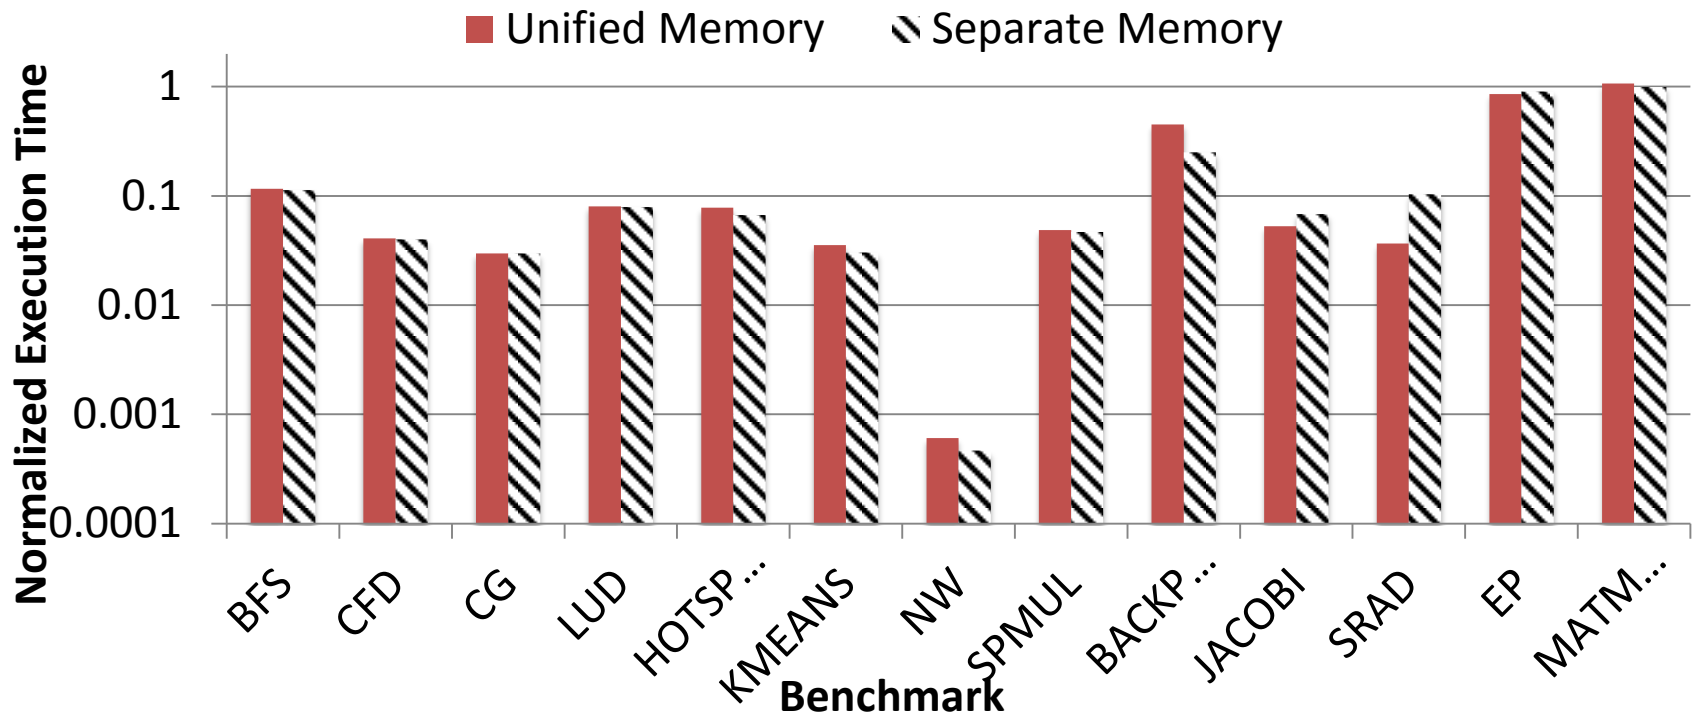 Unified Memory Separate Memory
Normalized Execution Time
1
0.1
0.01
0.001
0.0001
BFS
CFD
CG
LUD
HOTSP...
KMEANS
NW
SPMUL
BACKP...
JACOBI
SRAD
EP
MATM...
Benchmark